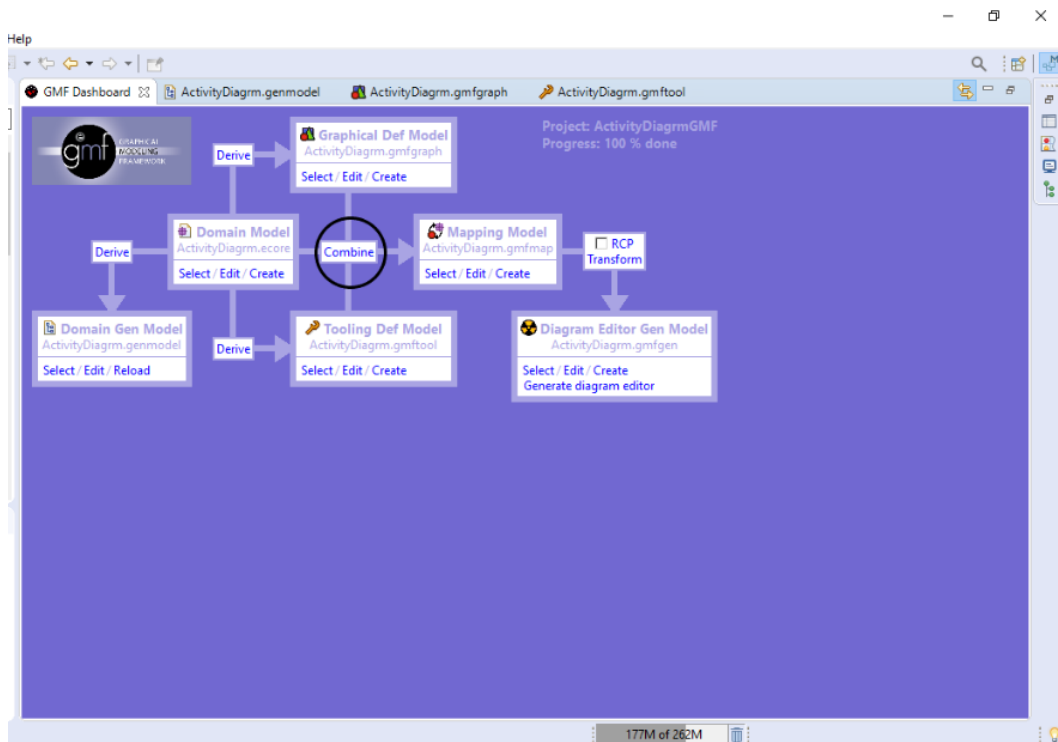 Help
GMF Dashboard
ActivityDiagrm.genmodel
ActivityDiagrm.gmfgraph
ActivityDiagrm.gmftool
gmf
GRAPHICAL
MODELING
FRAMEWORK
Project: ActivityDiagrmGMF
Progress: 100 % done
Derive
Graphical Def Model
ActivityDiagrm.gmfgraph
Select / Edit / Create
Derive
Domain Model
ActivityDiagrm.ecore
Select / Edit / Create
Combine
Mapping Model
ActivityDiagrm.gmfmap
Select / Edit / Create
RCP
Transform
Domain Gen Model
ActivityDiagrm.genmodel
Select / Edit / Reload
Derive
Tooling Def Model
ActivityDiagrm.gmftool
Select / Edit / Create
Diagram Editor Gen Model
ActivityDiagrm.gmfgen
Select / Edit / Create
Generate diagram editor
177M of 262M